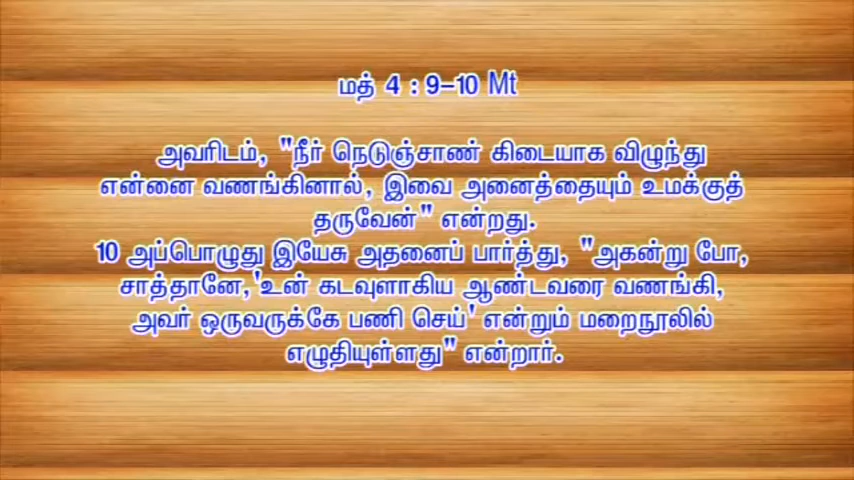 மத் 4 : 9-10 Mt
அவரிடம், "நீர் நெடுஞ்சாண் கிடையாக விழுந்து
என்னை வணங்கினால், இவை அனைத்தையும் உமக்குத்
தருவேன்" என்றது.
10 அப்பொழுது இயேசு அதனைப் பார்த்து, "அகன்று போ,
சாத்தானே,'உன் கடவுளாகிய ஆண்டவரை வணங்கி,
அவர் ஒருவருக்கே பணி செய்' என்றும் மறைநூலில்
எழுதியுள்ளது" என்றார்.